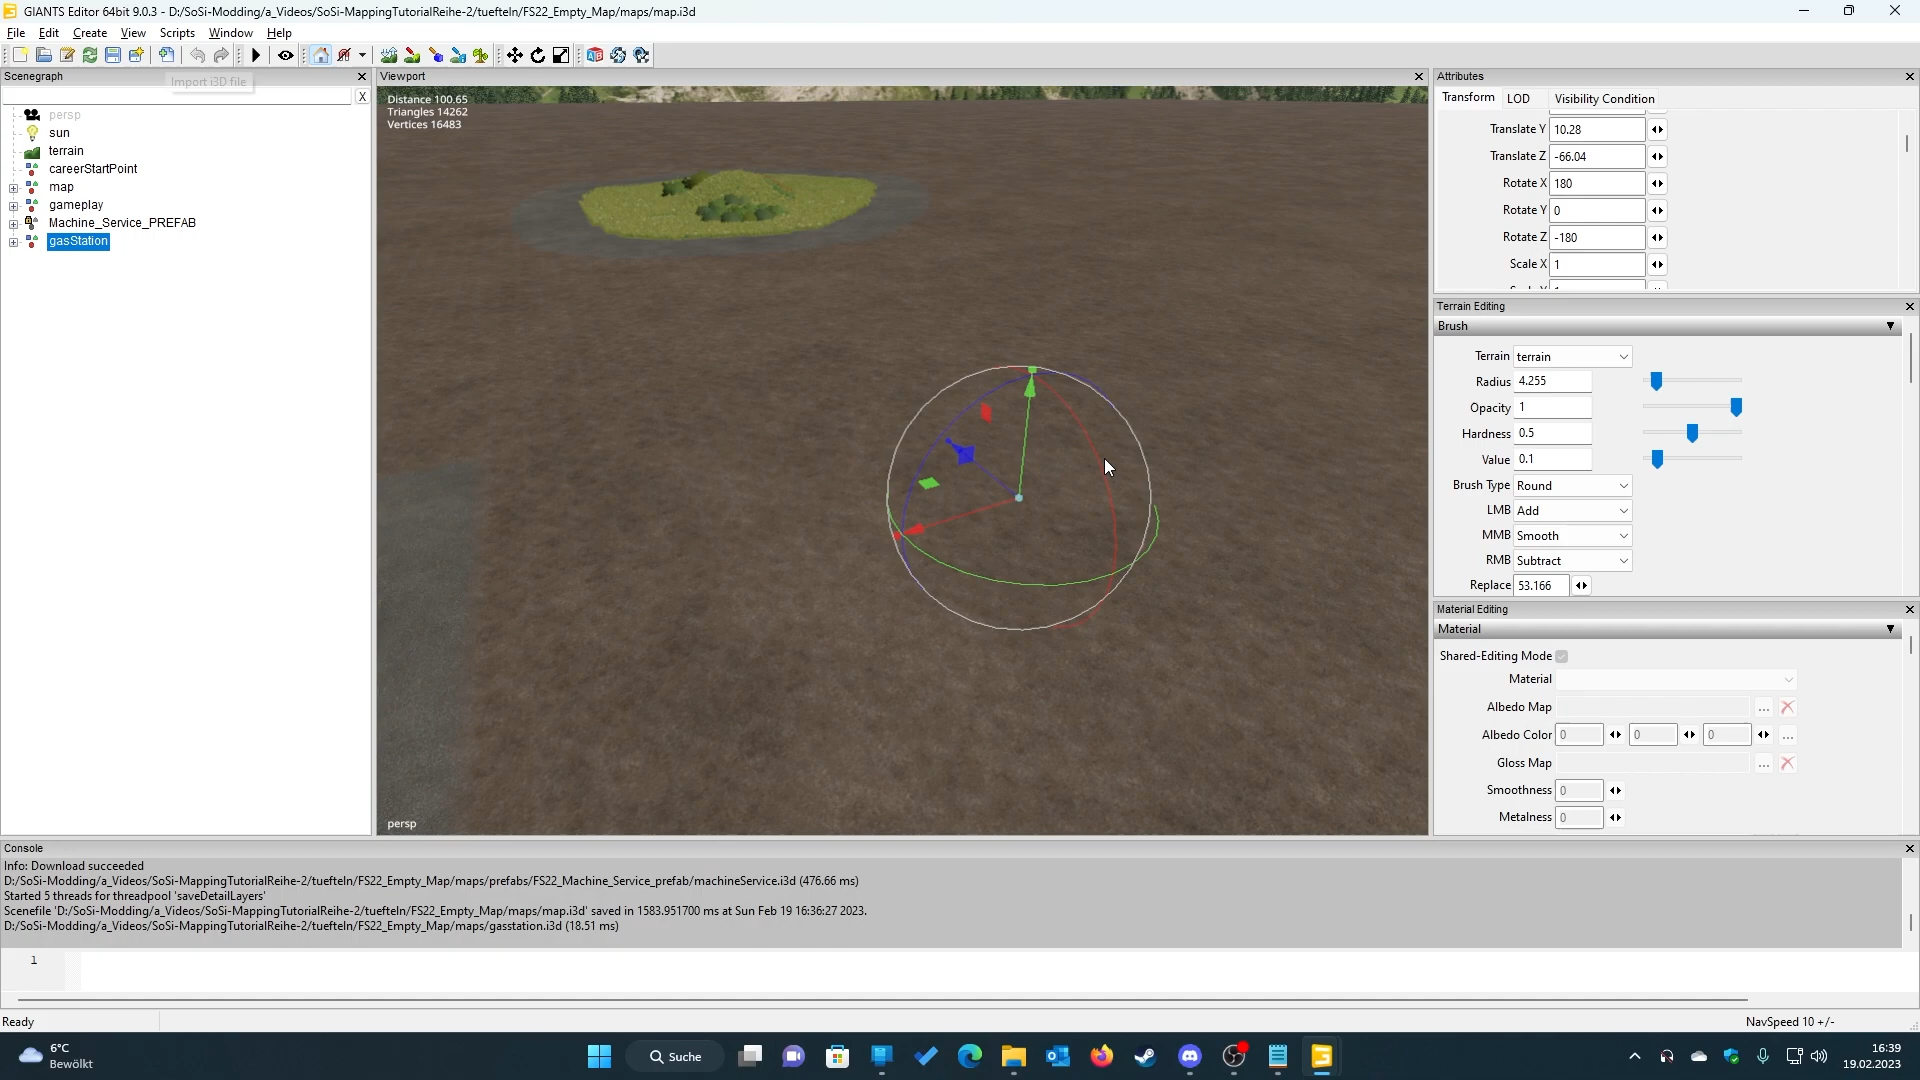 GIANTS Editor 64bit 9.0.3 - D:/SoSi-Modding/a_Videos/SoSi-MappingTutorialReihe-2/tuefteln/FS22_Empty_Map/maps/map.i3d
File Edit Create View Scripts Window Help
Scenegraph
Import i3D file
X
persp
sun
terrain
careerStartPoint
map
gameplay
Machine_Service_PREFAB
gasStation
Viewport
Distance 100.65
Triangles 14262
Vertices 16483
persp
Attributes
Transform LOD Visibility Condition
Translate Y 10.28
Translate Z -66.04
Rotate X 180
Rotate Y 0
Rotate Z -180
Scale X 1
Terrain Editing
Brush
Terrain terrain
Radius 4.255
Opacity 1
Hardness 0.5
Value 0.1
Brush Type Round
LMB Add
MMB Smooth
RMB Subtract
Replace 53.166
Material Editing
Material
Shared-Editing Mode
Material
Albedo Map ...
Albedo Color 0 0 0 ...
Gloss Map ...
Smoothness 0
Metalness 0
Console
Info: Download succeeded
D:/SoSi-Modding/a_Videos/SoSi-MappingTutorialReihe-2/tuefteln/FS22_Empty_Map/maps/prefabs/FS22_Machine_Service_prefab/machineService.i3d (476.66 ms)
Started 5 threads for threadpool 'saveDetailLayers'
Scenefile 'D:/SoSi-Modding/a_Videos/SoSi-MappingTutorialReihe-2/tuefteln/FS22_Empty_Map/maps/map.i3d' saved in 1583.951700 ms at Sun Feb 19 16:36:27 2023.
D:/SoSi-Modding/a_Videos/SoSi-MappingTutorialReihe-2/tuefteln/FS22_Empty_Map/maps/gasstation.i3d (18.51 ms)
1
Ready
NavSpeed 10 +/-
6°C
Bewölkt
Suche
16:39
19.02.2023